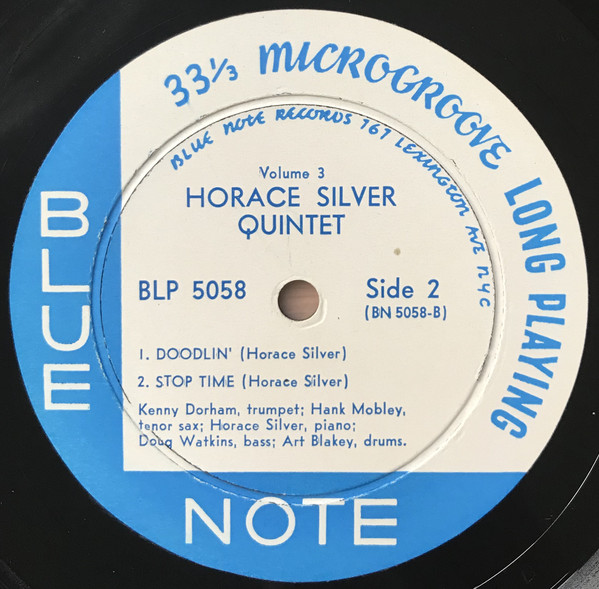 33⅓ MICROGROOVE LONG PLAYING
BLUE NOTE RECORDS 767 LEXINGTON AVE NYC
Volume 3
HORACE SILVER
QUINTET
BLP 5058
Side 2
(BN 5058-B)
1. DOODLIN' (Horace Silver)
2. STOP TIME (Horace Silver)
Kenny Dorham, trumpet; Hank Mobley,
tenor sax; Horace Silver, piano;
Doug Watkins, bass; Art Blakey, drums.
BLUE
NOTE